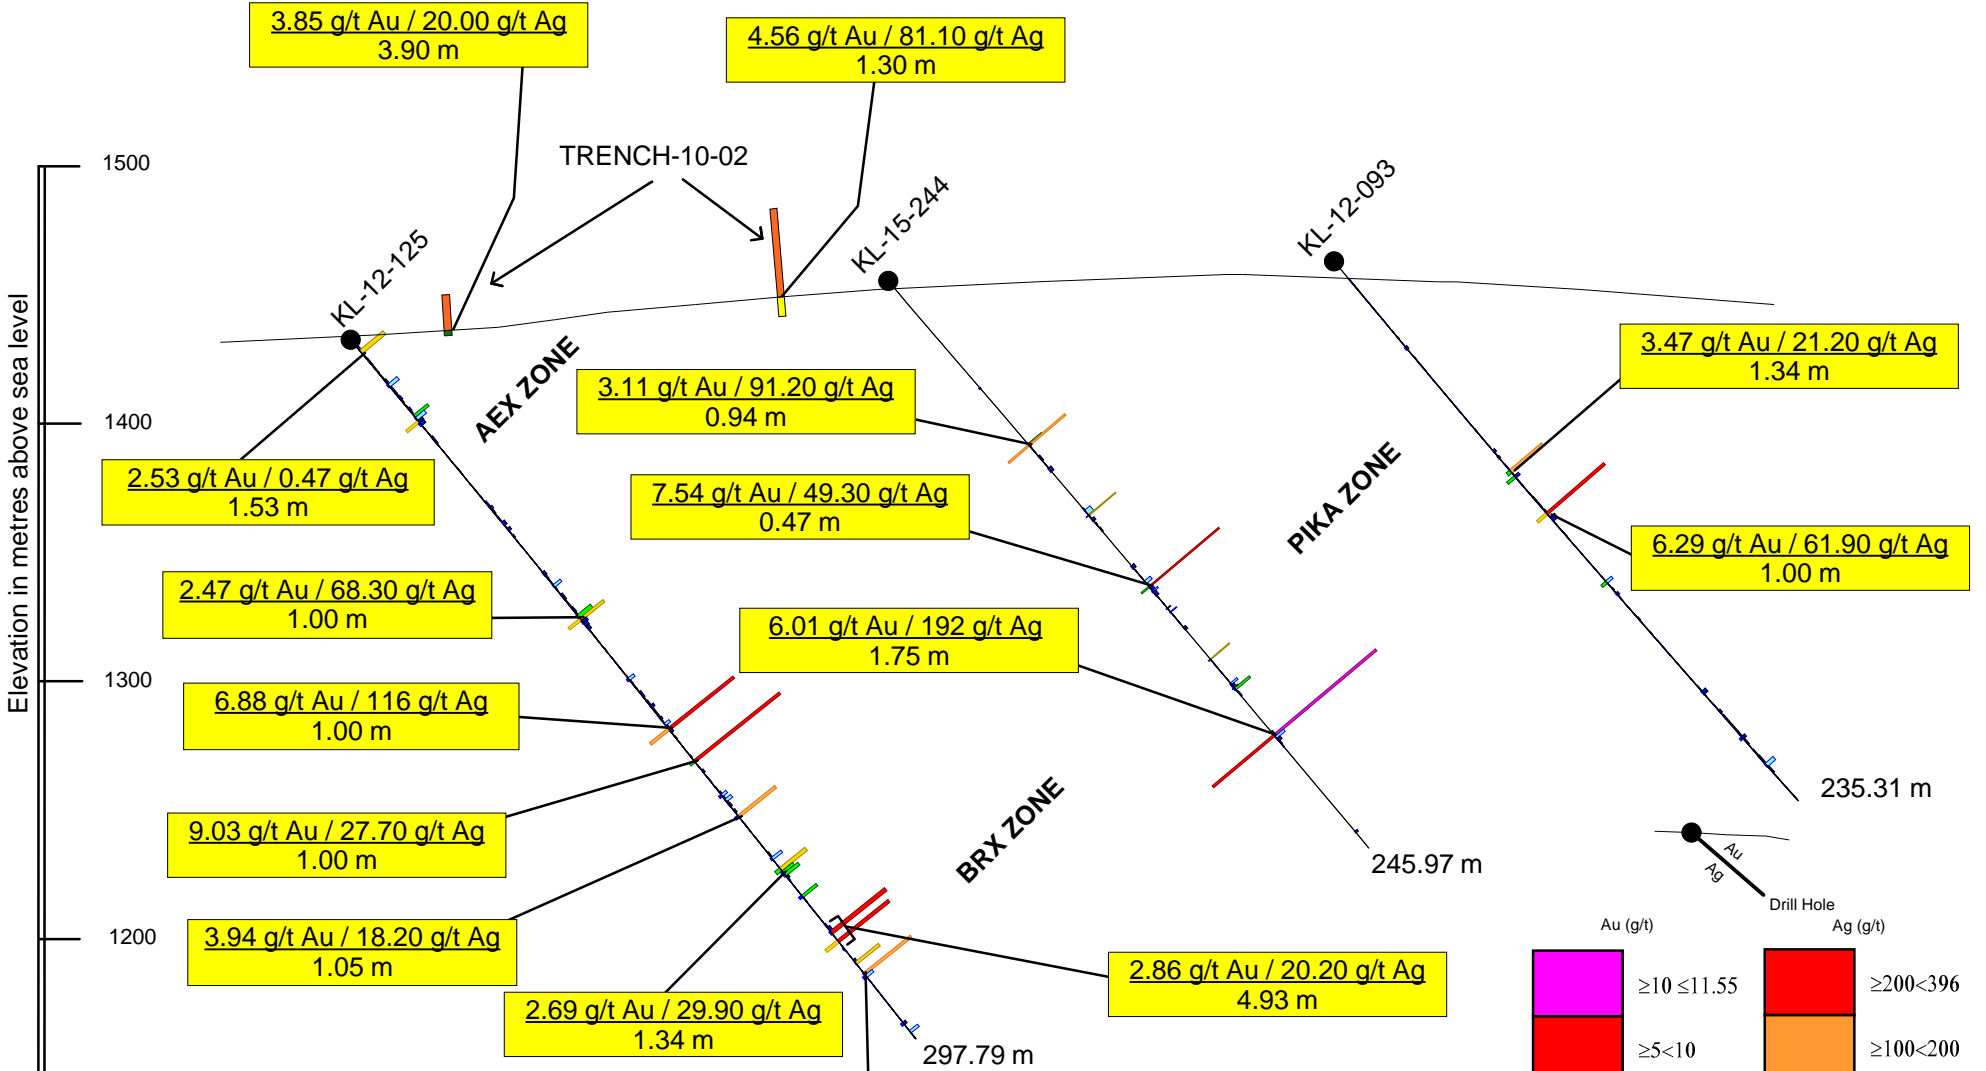 3.85 g/t Au / 20.00 g/t Ag
3.90 m
4.56 g/t Au / 81.10 g/t Ag
1.30 m
TRENCH-10-02
1500
KL-12-125
KL-15-244
KL-12-093
Elevation in metres above sea level
AEX ZONE
3.47 g/t Au / 21.20 g/t Ag
1.34 m
3.11 g/t Au / 91.20 g/t Ag
0.94 m
1400
2.53 g/t Au / 0.47 g/t Ag
1.53 m
7.54 g/t Au / 49.30 g/t Ag
0.47 m
PIKA ZONE
6.29 g/t Au / 61.90 g/t Ag
1.00 m
2.47 g/t Au / 68.30 g/t Ag
1.00 m
6.01 g/t Au / 192 g/t Ag
1.75 m
1300
6.88 g/t Au / 116 g/t Ag
1.00 m
9.03 g/t Au / 27.70 g/t Ag
1.00 m
BRX ZONE
235.31 m
245.97 m
Au
Ag
Drill Hole
3.94 g/t Au / 18.20 g/t Ag
1.05 m
1200
2.86 g/t Au / 20.20 g/t Ag
4.93 m
2.69 g/t Au / 29.90 g/t Ag
1.34 m
297.79 m
Au (g/t)
Ag (g/t)
≥10 ≤11.55
≥200<396
≥5<10
≥100<200